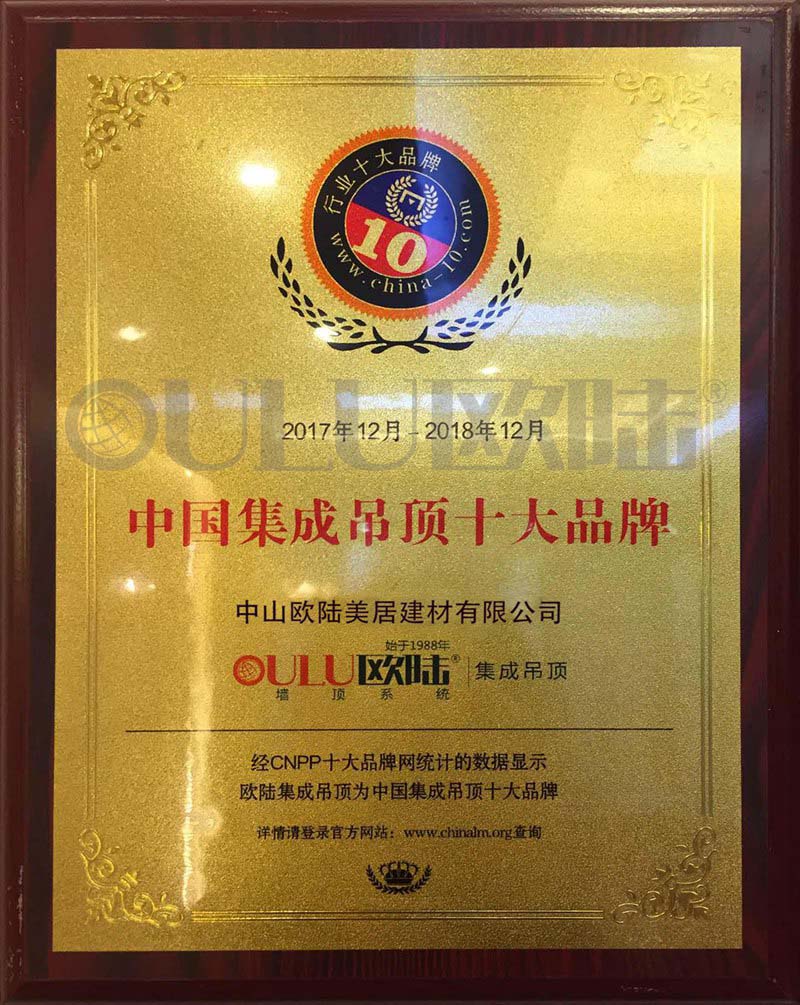 行业十大品牌
10
www.china-10.com
OULU欧陆®
2017年12月-2018年12月
中国集成吊顶十大品牌
中山欧陆美居建材有限公司
始于1988年
OULU欧陆® 集成吊顶
墙顶系统
经CNPP十大品牌网统计的数据显示
欧陆集成吊顶为中国集成吊顶十大品牌
详情请登录官方网站：www.chinalm.org查询